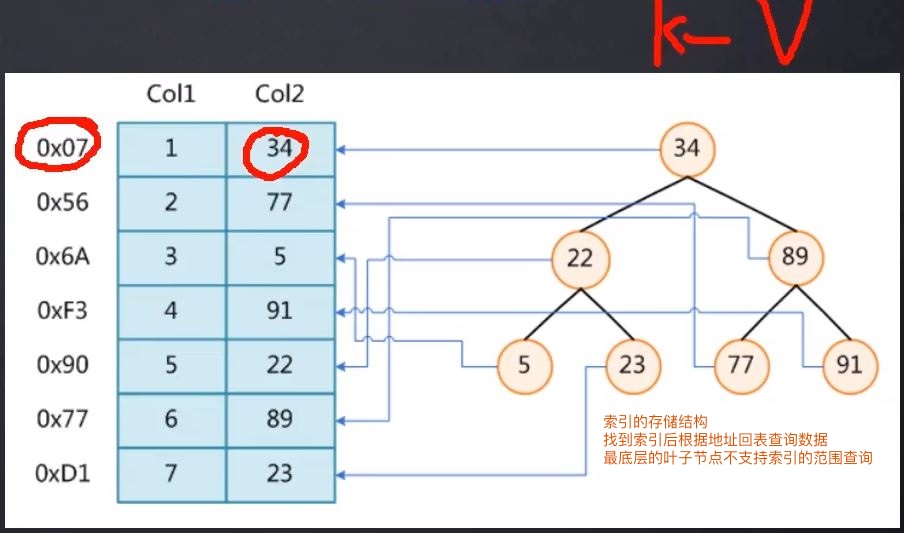 K← V
Col1 Col2
0x07 1 34
0x56 2 77
0x6A 3 5
0xF3 4 91
0x90 5 22
0x77 6 89
0xD1 7 23
34
22 89
5 23 77 91
索引的存储结构
找到索引后根据地址回表查询数据
最底层的叶子节点不支持索引的范围查询